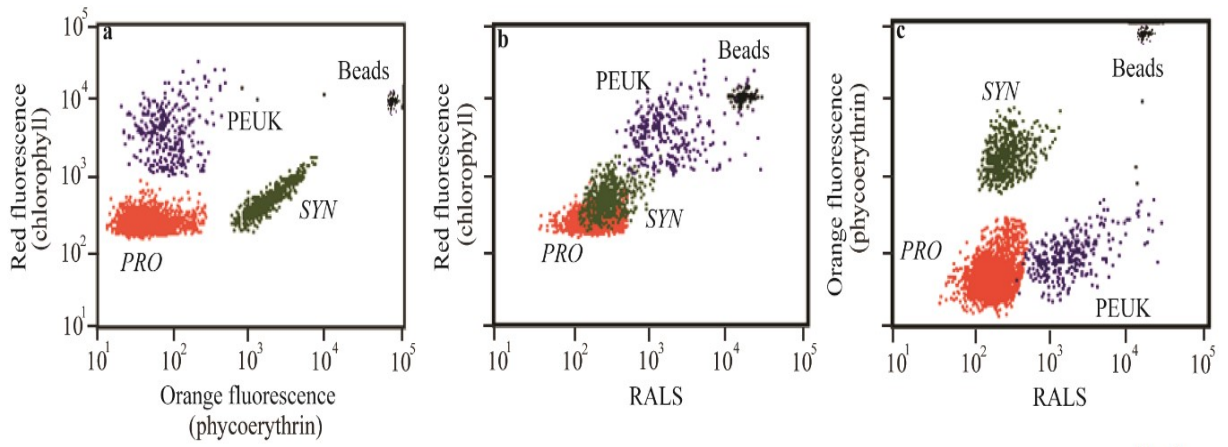 a
Red fluorescence
(chlorophyll)
10^5
10^4
10^3
10^2
10^1
PEUK
Beads
PRO
SYN
10^1
10^2
10^3
10^4
10^5
Orange fluorescence
(phycoerythrin)
b
Red fluorescence
(chlorophyll)
PEUK
Beads
PRO
SYN
10^1
10^2
10^3
10^4
10^5
RALS
c
Orange fluorescence
(phycoerythrin)
SYN
Beads
PRO
PEUK
10^1
10^2
10^3
10^4
10^5
RALS